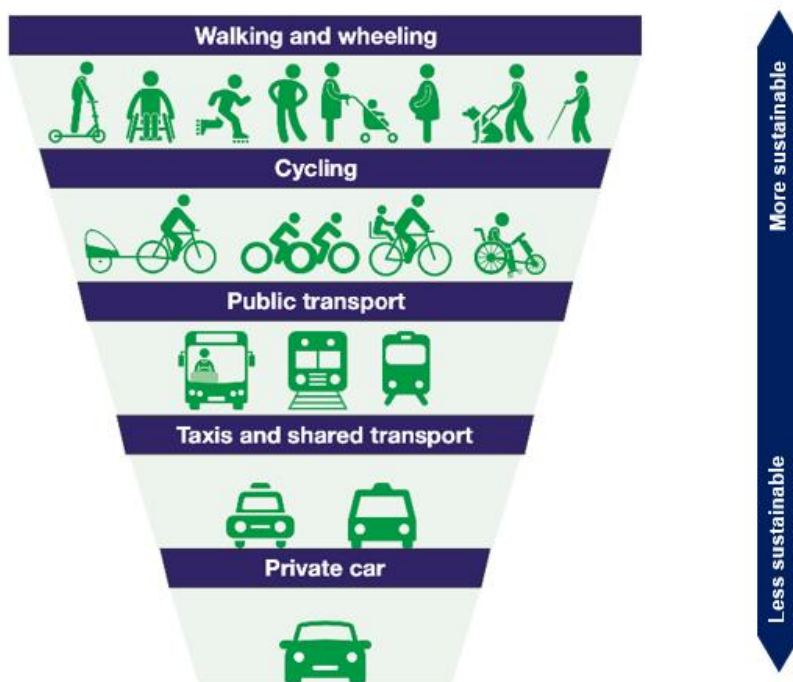 Walking and wheeling
Cycling
Public transport
Taxis and shared transport
Private car
More sustainable
Less sustainable